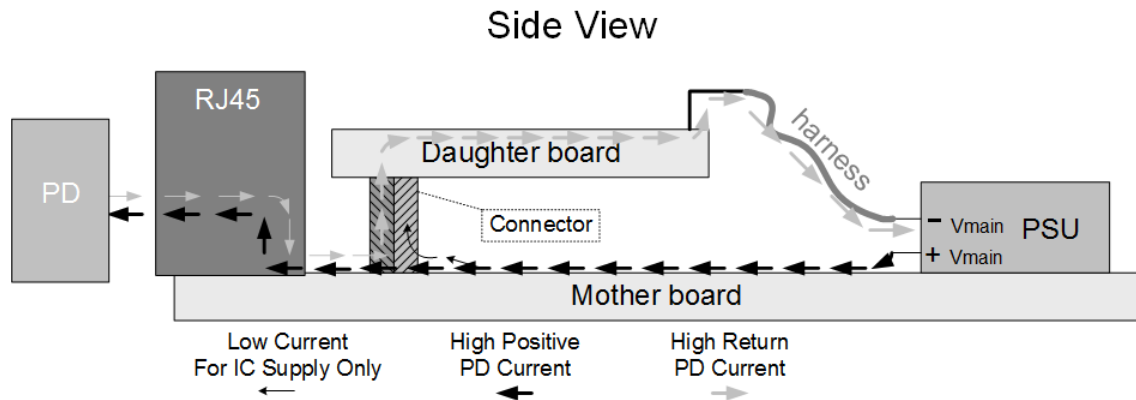 Side View
RJ45
PD
Daughter board
harness
Connector
- Vmain
+ Vmain
PSU
Mother board
Low Current
For IC Supply Only
High Positive
PD Current
High Return
PD Current